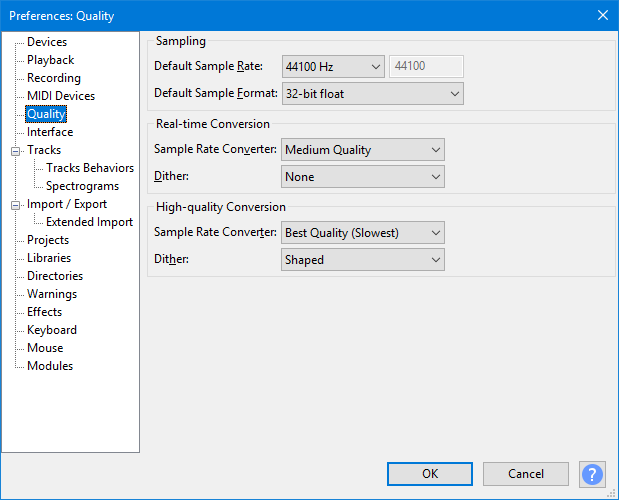 Preferences: Quality
Devices
Playback
Recording
MIDI Devices
Quality
Interface
Tracks
Tracks Behaviors
Spectrograms
Import / Export
Extended Import
Projects
Libraries
Directories
Warnings
Effects
Keyboard
Mouse
Modules
Sampling
Default Sample Rate: 44100 Hz 44100
Default Sample Format: 32-bit float
Real-time Conversion
Sample Rate Converter: Medium Quality
Dither: None
High-quality Conversion
Sample Rate Converter: Best Quality (Slowest)
Dither: Shaped
OK Cancel ?